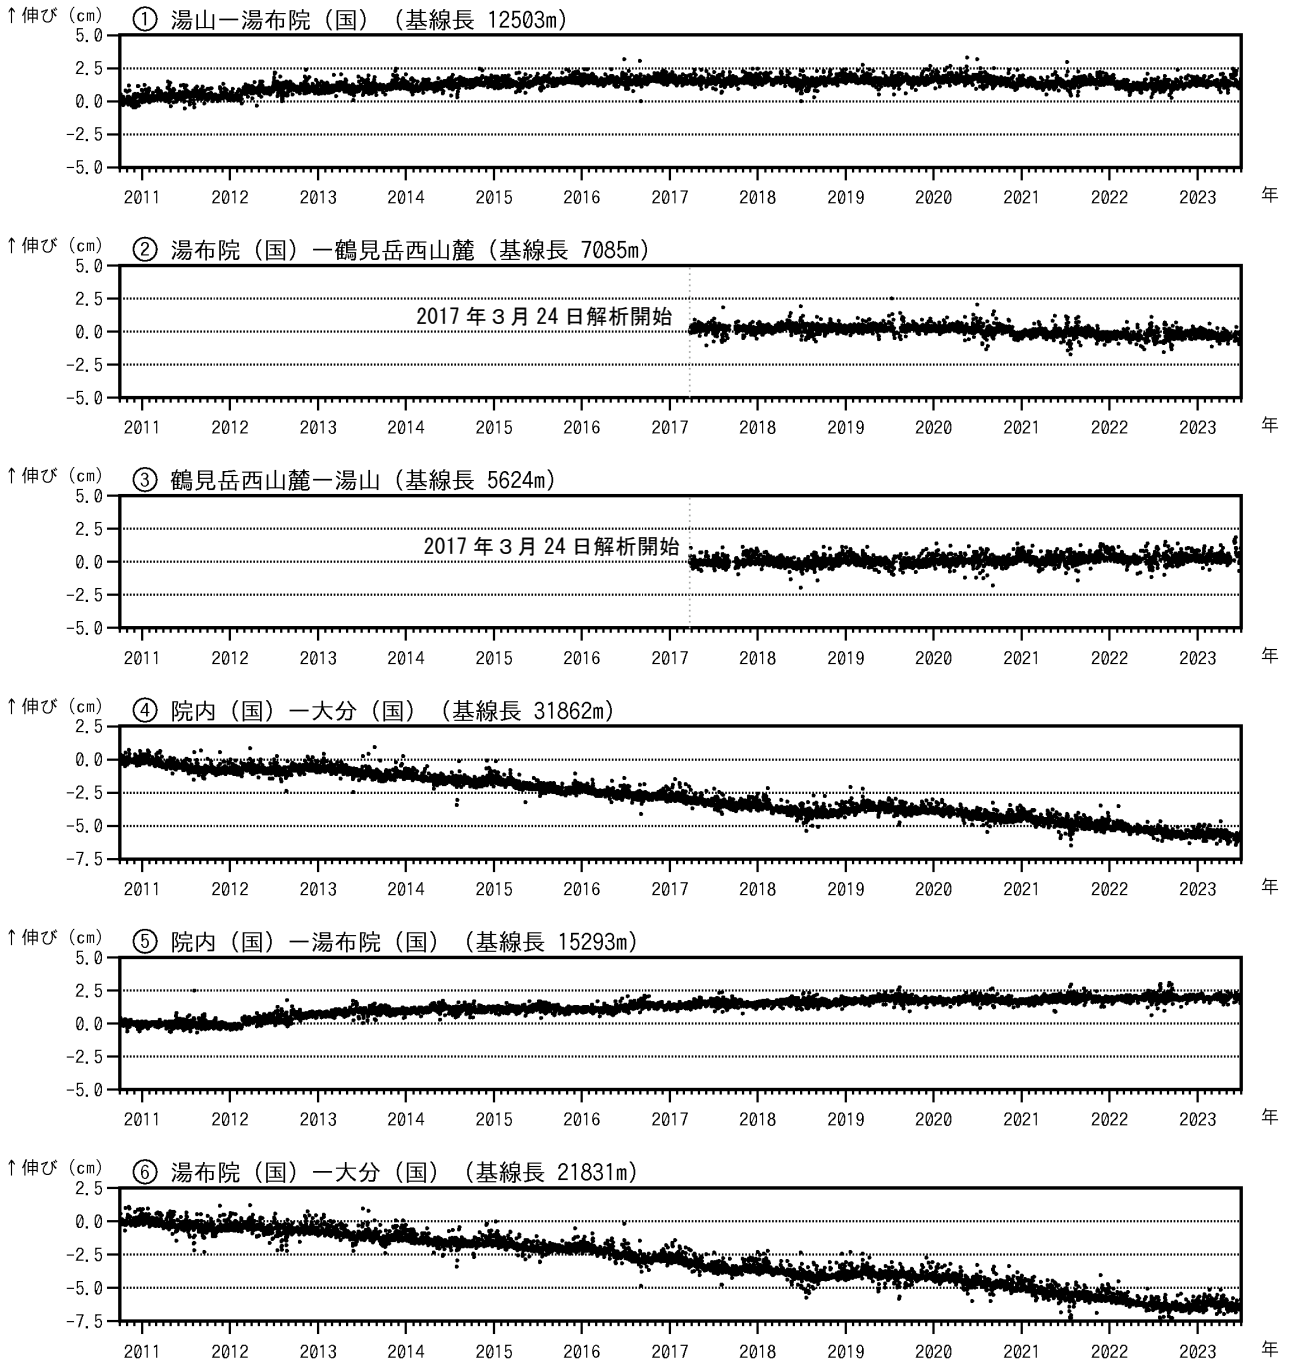 ↑伸び (cm) ① 湯山ー湯布院（国）（基線長 12503m）
5.0
2.5
0.0
-2.5
-5.0
2011 2012 2013 2014 2015 2016 2017 2018 2019 2020 2021 2022 2023 年
↑伸び (cm) ② 湯布院（国）ー鶴見岳西山麓（基線長 7085m）
5.0
2.5
2017 年 3 月 24 日解析開始
0.0
-2.5
-5.0
2011 2012 2013 2014 2015 2016 2017 2018 2019 2020 2021 2022 2023 年
↑伸び (cm) ③ 鶴見岳西山麓ー湯山（基線長 5624m）
5.0
2.5
2017 年 3 月 24 日解析開始
0.0
-2.5
-5.0
2011 2012 2013 2014 2015 2016 2017 2018 2019 2020 2021 2022 2023 年
↑伸び (cm) ④ 院内（国）ー大分（国）（基線長 31862m）
2.5
0.0
-2.5
-5.0
-7.5
2011 2012 2013 2014 2015 2016 2017 2018 2019 2020 2021 2022 2023 年
↑伸び (cm) ⑤ 院内（国）ー湯布院（国）（基線長 15293m）
5.0
2.5
0.0
-2.5
-5.0
2011 2012 2013 2014 2015 2016 2017 2018 2019 2020 2021 2022 2023 年
↑伸び (cm) ⑥ 湯布院（国）ー大分（国）（基線長 21831m）
2.5
0.0
-2.5
-5.0
-7.5
2011 2012 2013 2014 2015 2016 2017 2018 2019 2020 2021 2022 2023 年